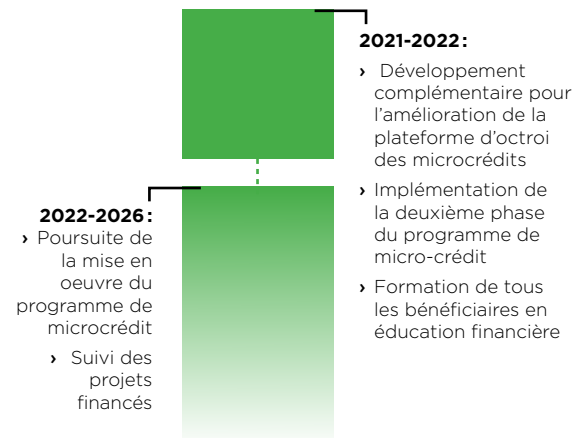 2021-2022 :
› Développement
complémentaire pour
l’amélioration de la
plateforme d’octroi
des microcrédits
› Implémentation de
la deuxième phase
du programme de
micro-crédit
› Formation de tous
les bénéficiaires en
éducation financière
2022-2026 :
› Poursuite de
la mise en
oeuvre du
programme de
microcrédit
› Suivi des
projets
financés